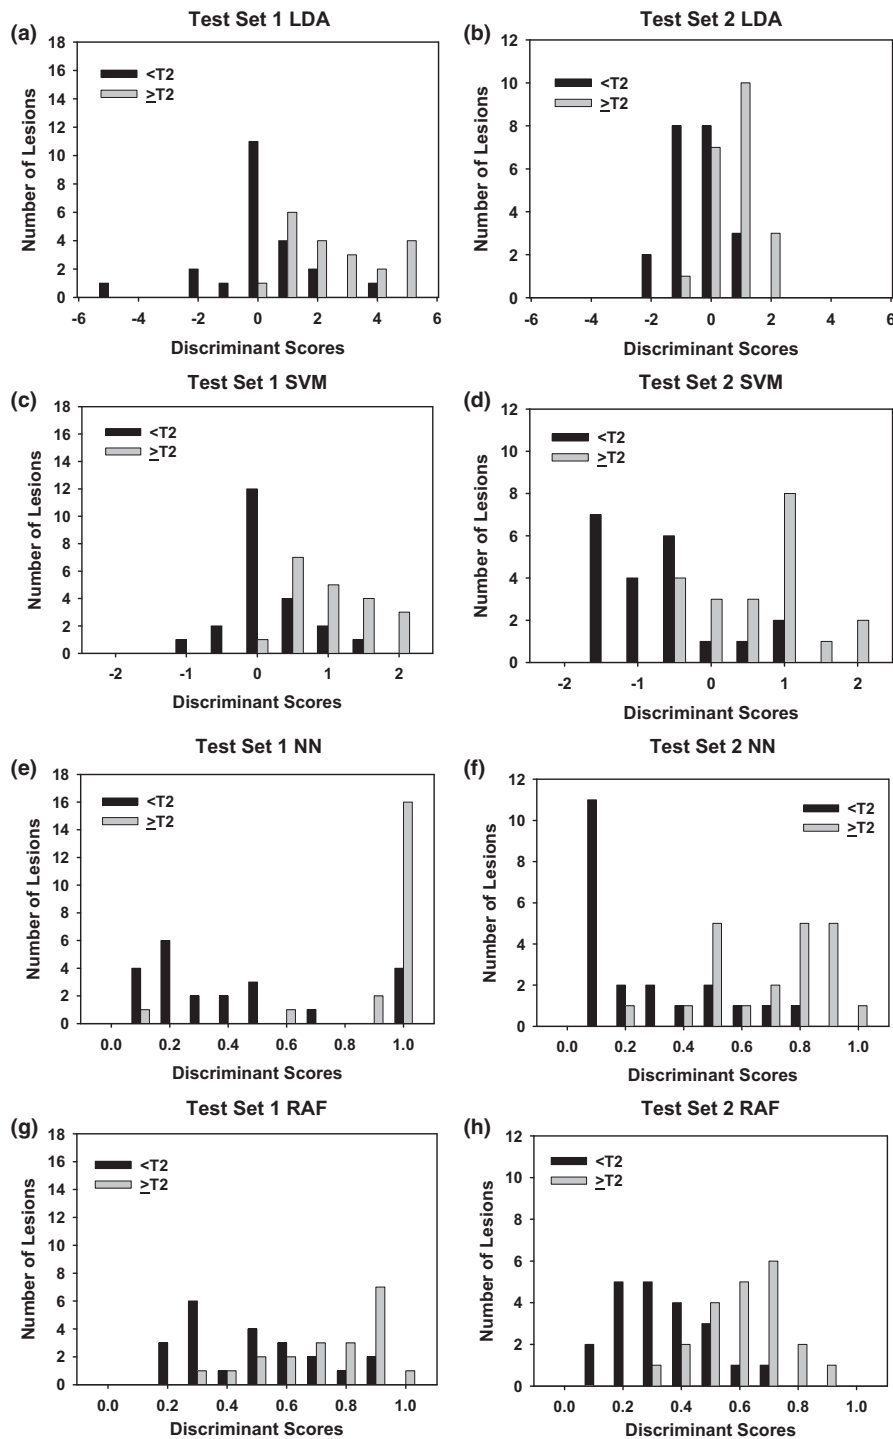 (a) Test Set 1 LDA
18
16
14
12
10
8
6
4
2
0
Number of Lesions
<T2
≥T2
-6 -4 -2 0 2 4 6
Discriminant Scores
(b) Test Set 2 LDA
12
10
8
6
4
2
0
Number of Lesions
<T2
≥T2
-6 -4 -2 0 2 4 6
Discriminant Scores
(c) Test Set 1 SVM
18
16
14
12
10
8
6
4
2
0
Number of Lesions
<T2
≥T2
-2 -1 0 1 2
Discriminant Scores
(d) Test Set 2 SVM
12
10
8
6
4
2
0
Number of Lesions
<T2
≥T2
-2 -1 0 1 2
Discriminant Scores
(e) Test Set 1 NN
18
16
14
12
10
8
6
4
2
0
Number of Lesions
<T2
≥T2
0.0 0.2 0.4 0.6 0.8 1.0
Discriminant Scores
(f) Test Set 2 NN
12
10
8
6
4
2
0
Number of Lesions
<T2
≥T2
0.0 0.2 0.4 0.6 0.8 1.0
Discriminant Scores
(g) Test Set 1 RAF
18
16
14
12
10
8
6
4
2
0
Number of Lesions
<T2
≥T2
0.0 0.2 0.4 0.6 0.8 1.0
Discriminant Scores
(h) Test Set 2 RAF
12
10
8
6
4
2
0
Number of Lesions
<T2
≥T2
0.0 0.2 0.4 0.6 0.8 1.0
Discriminant Scores